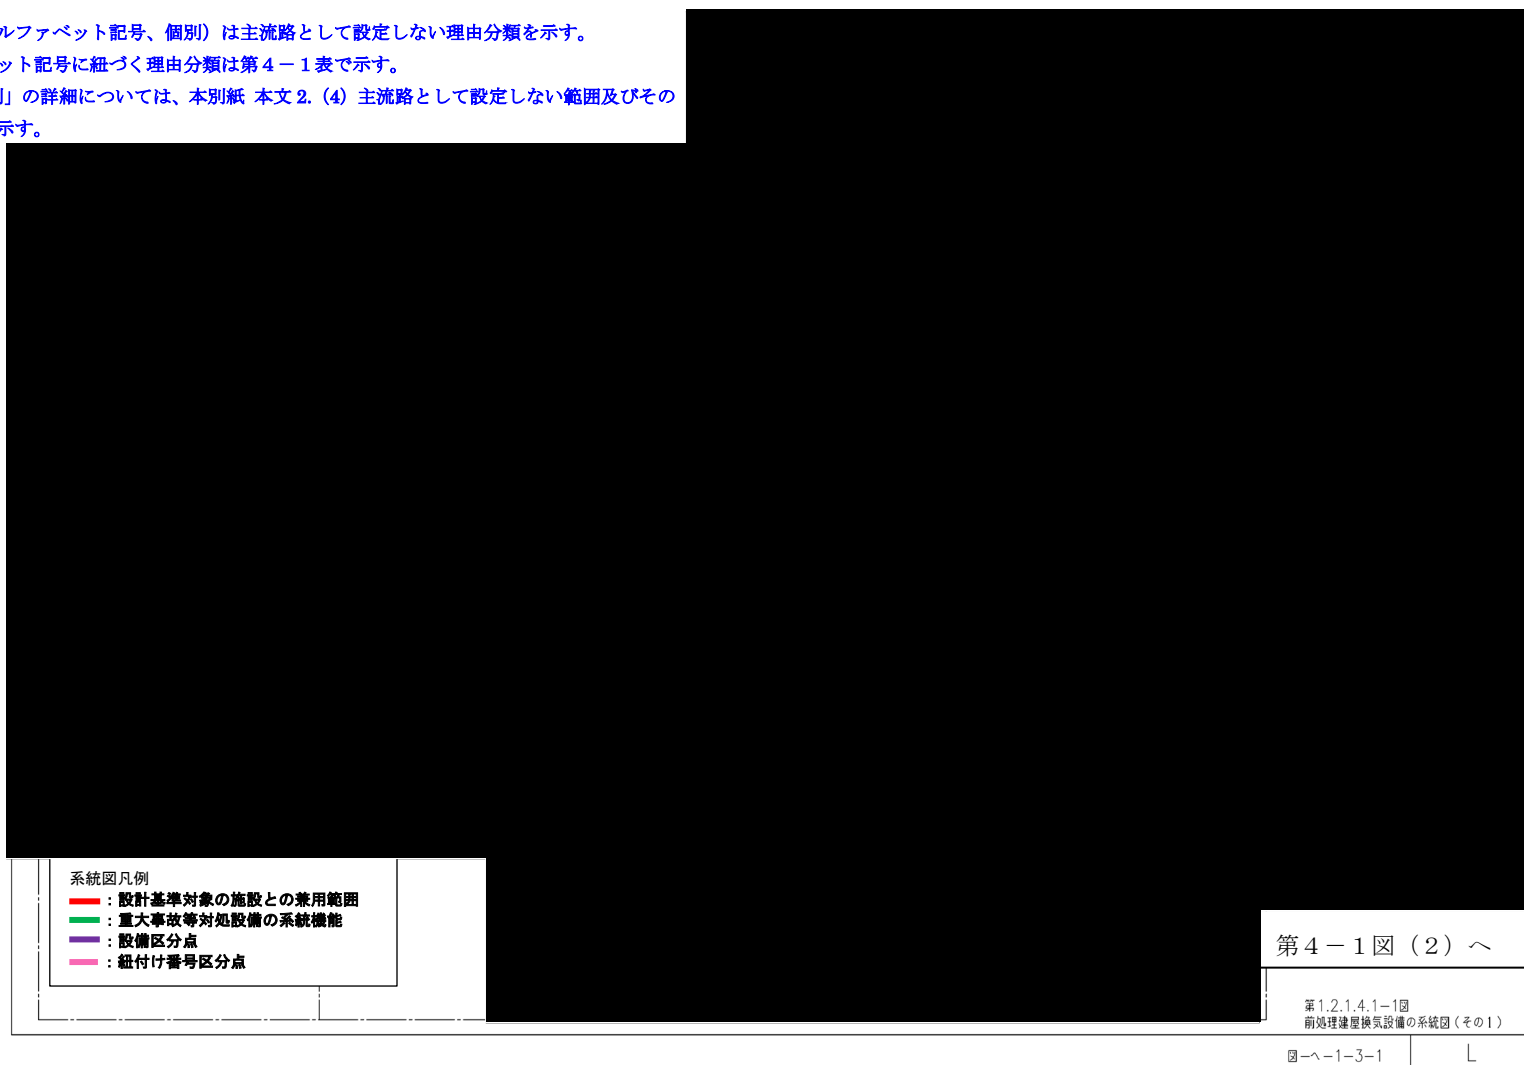 ルファベット記号、個別）は主流路として設定しない理由分類を示す。
ット記号に紐づく理由分類は第４－１表で示す。
」の詳細については、本別紙 本文 2.（4）主流路として設定しない範囲及びその
示す。
系統図凡例
：設計基準対象の施設との兼用範囲
：重大事故等対処設備の系統機能
：設備区分点
：紐付け番号区分点
第４－１図（２）へ
第1.2.1.4.1－1図
前処理建屋換気設備の系統図（その1）
図－ヘ－1－3－1
L